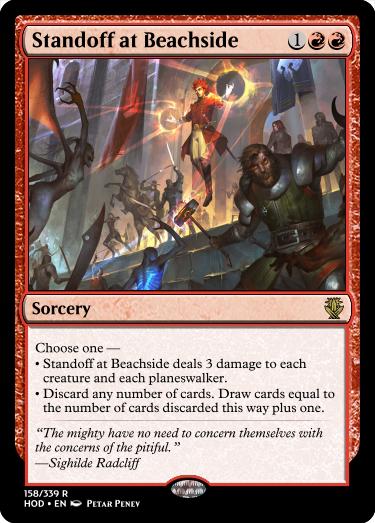 Standoff at Beachside 1
Sorcery
Choose one —
• Standoff at Beachside deals 3 damage to each
creature and each planeswalker.
• Discard any number of cards. Draw cards equal to
the number of cards discarded this way plus one.
“The mighty have no need to concern themselves with
the concerns of the pitiful.”
—Sighilde Radcliff
158/339 R
HOD • EN Petar Penev